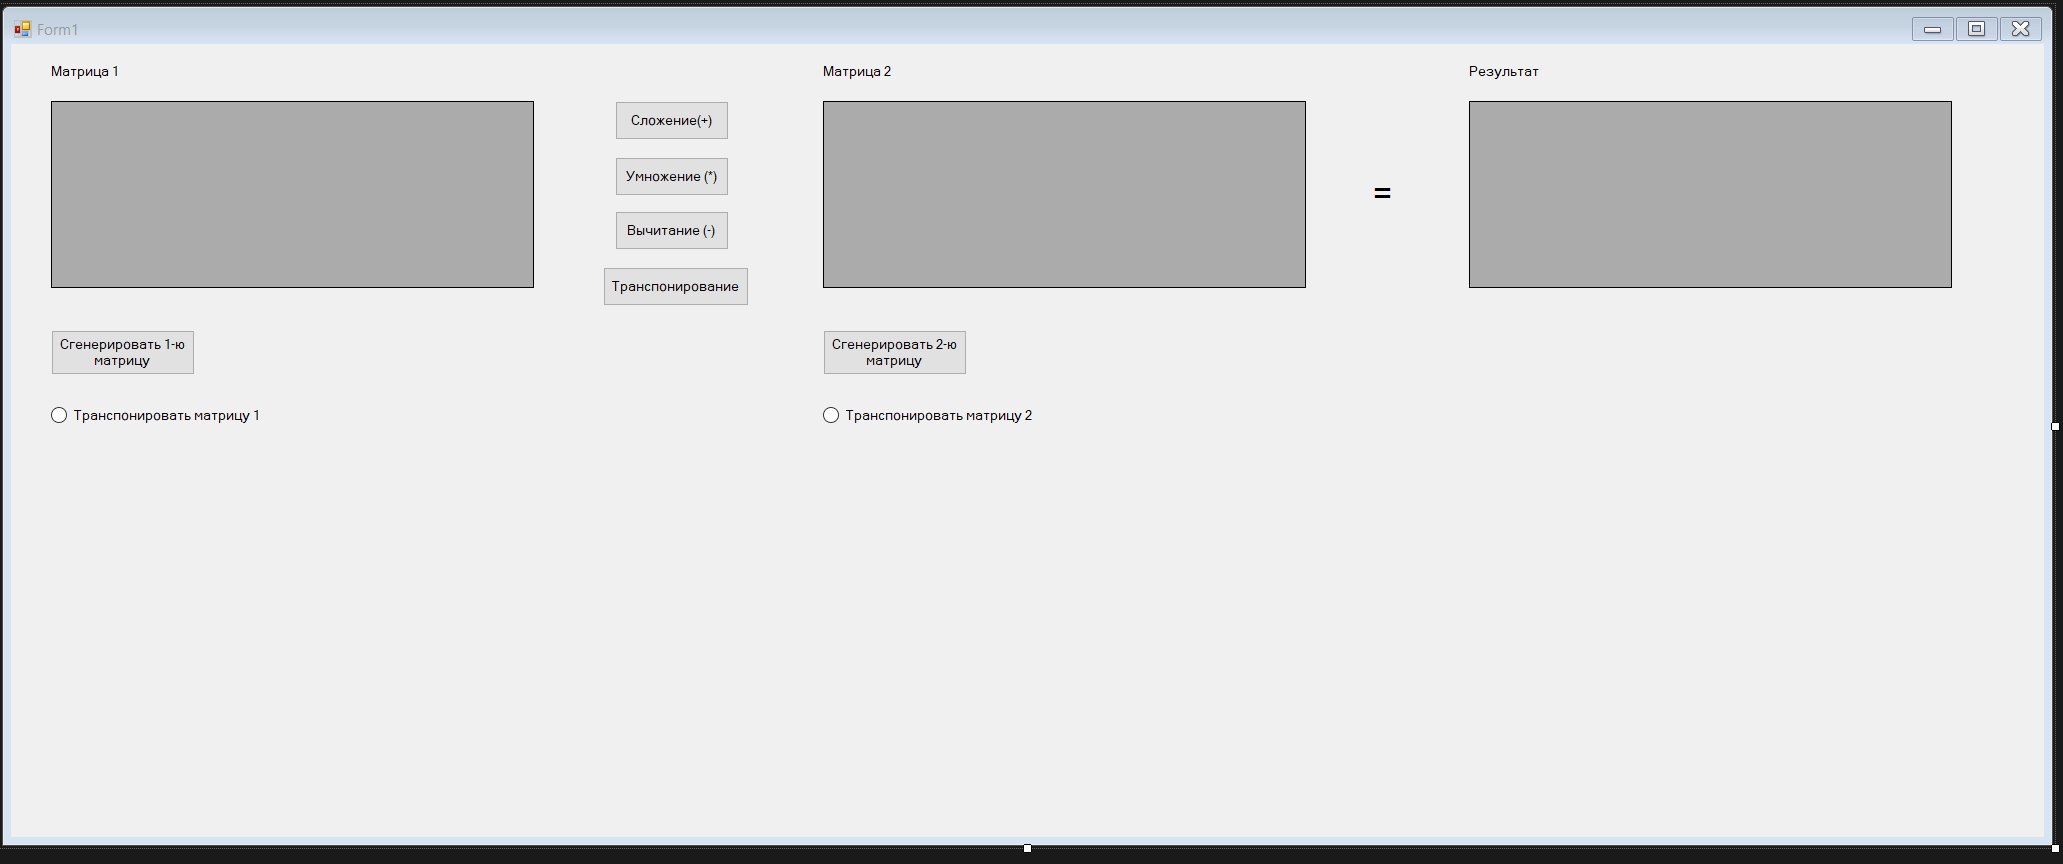 Form1
Матрица 1
Матрица 2
Результат
Сложение(+)
Умножение (*)
Вычитание (-)
Транспонирование
=
Сгенерировать 1-ю
матрицу
Сгенерировать 2-ю
матрицу
Транспонировать матрицу 1
Транспонировать матрицу 2